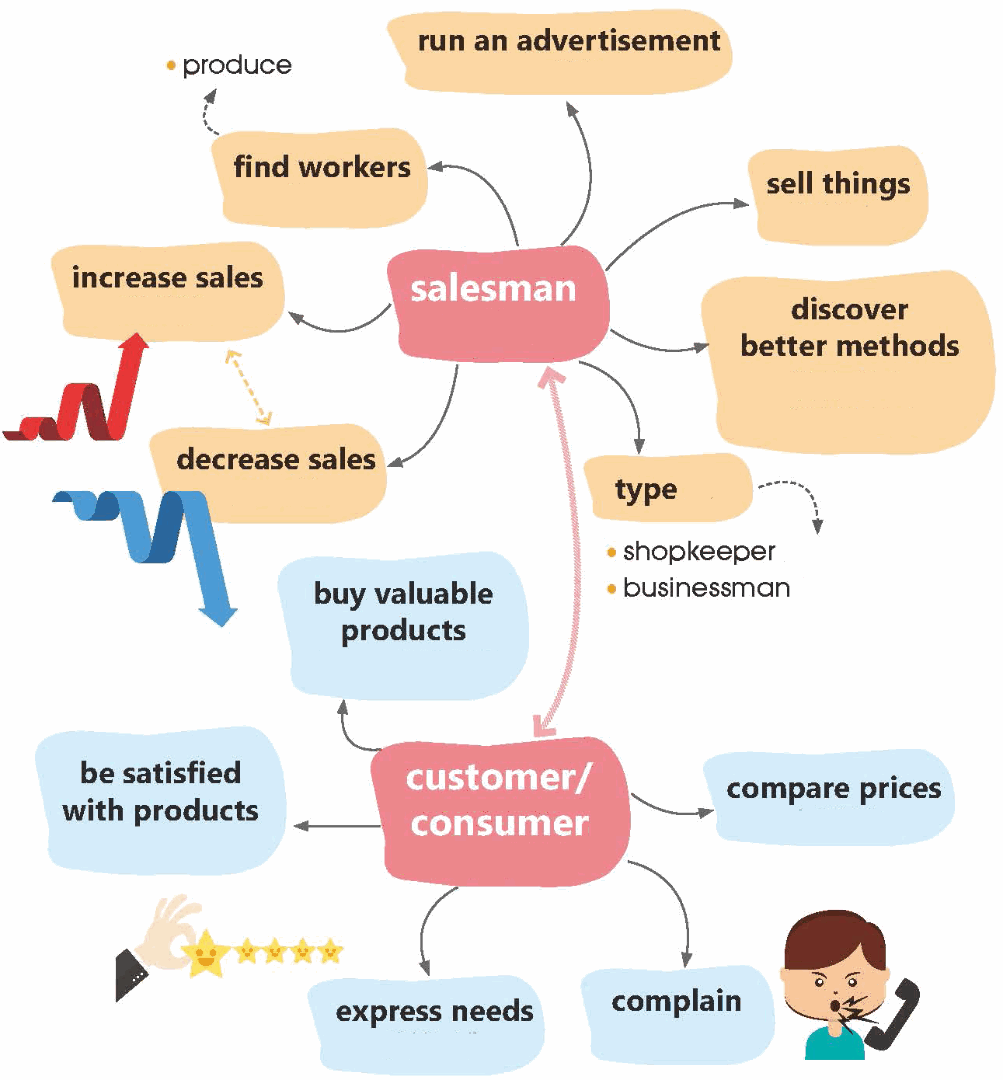 run an advertisement
• produce
find workers
sell things
increase sales
salesman
discover
better methods
decrease sales
type
• shopkeeper
• businessman
buy valuable
products
be satisfied
with products
customer/
consumer
compare prices
express needs
complain